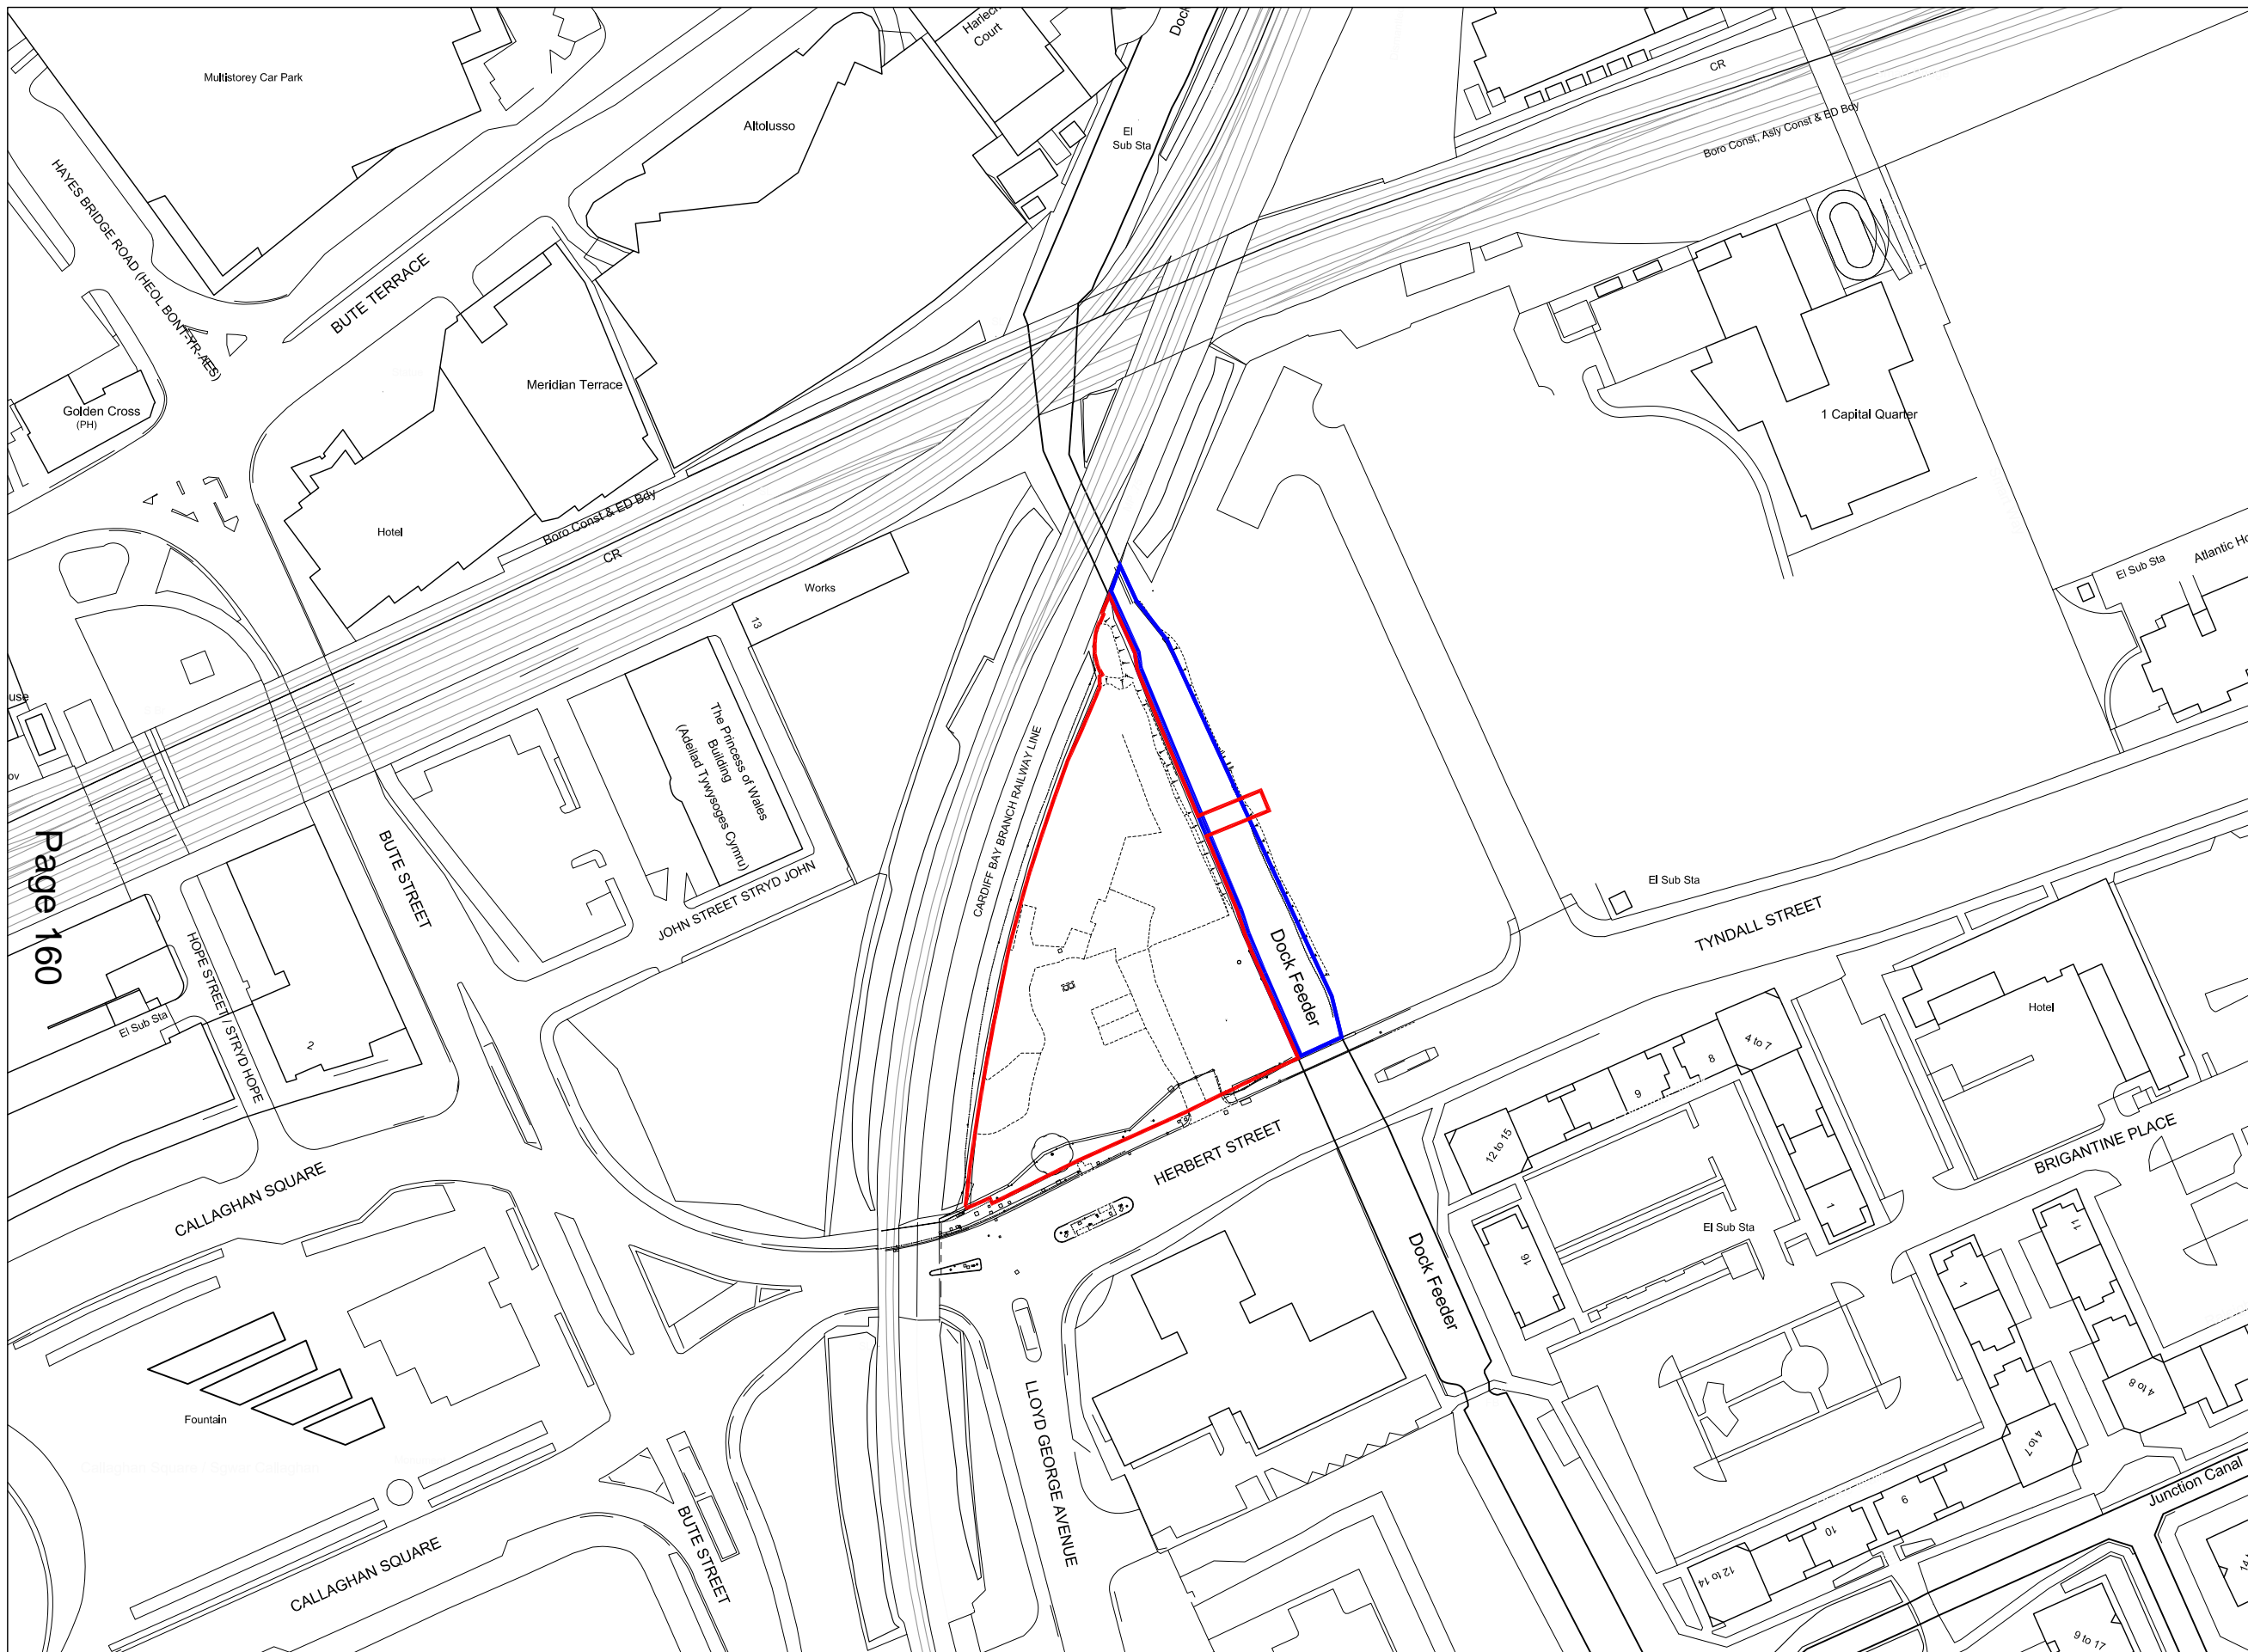 Multistorey Car Park
Harlech
Court
Dock
Altolusso
El
Sub Sta
CR
Boro Const, Asly Const & ED Bdy
HAYES BRIDGE ROAD (HEOL BONT-YR-AES)
BUTE TERRACE
Meridian Terrace
Golden Cross
(PH)
1 Capital Quarter
Hotel
Boro Const & ED Bdy
CR
Works
13
El Sub Sta
Atlantic Ho
use
ov
The Princess of Wales
Building
(Adeilad Tywysoges Cymru)
CARDIFF BAY BRANCH RAILWAY LINE
Page 160
BUTE STREET
JOHN STREET STRYD JOHN
El Sub Sta
TYNDALL STREET
Dock Feeder
HOPE STREET / STRYD HOPE
El Sub Sta
2
Hotel
4 to 7
8
9
12 to 15
HERBERT STREET
BRIGANTINE PLACE
CALLAGHAN SQUARE
1
El Sub Sta
16
11
1
Dock Feeder
4 to 8
Fountain
LLOYD GEORGE AVENUE
4 to 7
Junction Canal
9
10
BUTE STREET
CALLAGHAN SQUARE
12 to 14
9 to 17